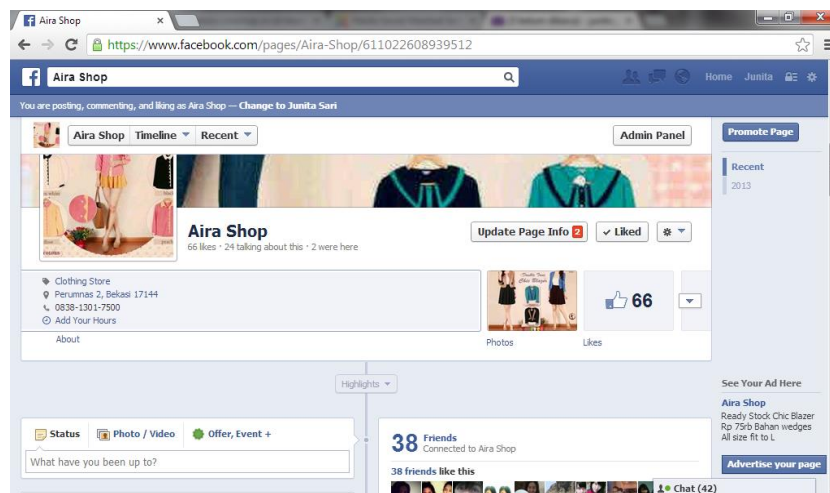 Aira Shop
https://www.facebook.com/pages/Aira-Shop/611022608939512
Aira Shop
Home Junita
You are posting, commenting, and liking as Aira Shop — Change to Junita Sari
Aira Shop Timeline Recent Admin Panel
Promote Page
Recent
2013
Aira Shop
66 likes · 24 talking about this · 2 were here
Update Page Info 2 Liked
Clothing Store
Perumnas 2, Bekasi 17144
0838-1301-7500
Add Your Hours
About
66
Photos
Likes
Highlights
See Your Ad Here
Aira Shop
Ready Stock Chic Blazer
Rp 75rb Bahan wedges
All size fit to L
Advertise your page
Status Photo / Video Offer, Event +
What have you been up to?
38 Friends
Connected to Aira Shop
38 friends like this
Chat (42)